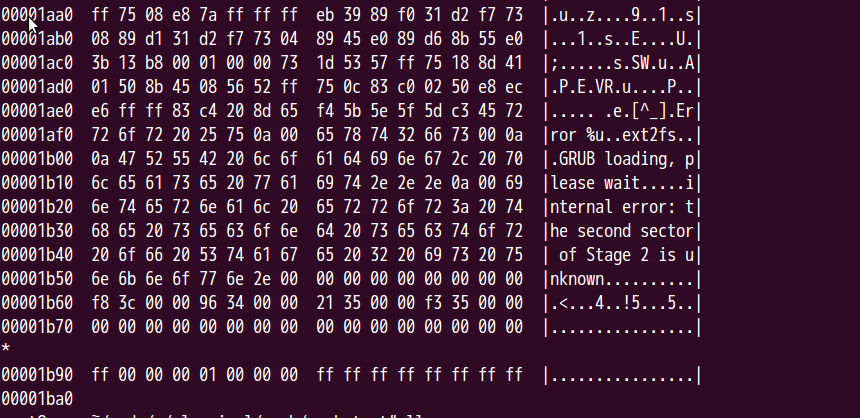 00001aa0  ff 75 08 e8 7a ff ff ff  eb 39 89 f0 31 d2 f7 73  |.u..z....9..1..s|
00001ab0  08 89 d1 31 d2 f7 73 04  89 45 e0 89 d6 8b 55 e0  |...1..s..E....U.|
00001ac0  3b 13 b8 00 01 00 00 73  1d 53 57 ff 75 18 8d 41  |;......s.SW.u..A|
00001ad0  01 50 8b 45 08 56 52 ff  75 0c 83 c0 02 50 e8 ec  |.P.E.VR.u....P..|
00001ae0  e6 ff ff 83 c4 20 8d 65  f4 5b 5e 5f 5d c3 45 72  |..... .e.[^_].Er|
00001af0  72 6f 72 20 25 75 0a 00  65 78 74 32 66 73 00 0a  |ror %u..ext2fs..|
00001b00  0a 47 52 55 42 20 6c 6f  61 64 69 6e 67 2c 20 70  |.GRUB loading, p|
00001b10  6c 65 61 73 65 20 77 61  69 74 2e 2e 2e 0a 00 69  |lease wait.....i|
00001b20  6e 74 65 72 6e 61 6c 20  65 72 72 6f 72 3a 20 74  |nternal error: t|
00001b30  68 65 20 73 65 63 6f 6e  64 20 73 65 63 74 6f 72  |he second sector|
00001b40  20 6f 66 20 53 74 61 67  65 20 32 20 69 73 20 75  | of Stage 2 is u|
00001b50  6e 6b 6e 6f 77 6e 2e 00  00 00 00 00 00 00 00 00  |nknown..........|
00001b60  f8 3c 00 00 96 34 00 00  21 35 00 00 f3 35 00 00  |.<...4..!5...5..|
00001b70  00 00 00 00 00 00 00 00  00 00 00 00 00 00 00 00  |................|
*
00001b90  ff 00 00 00 01 00 00 00  ff ff ff ff ff ff ff ff  |................|
00001ba0